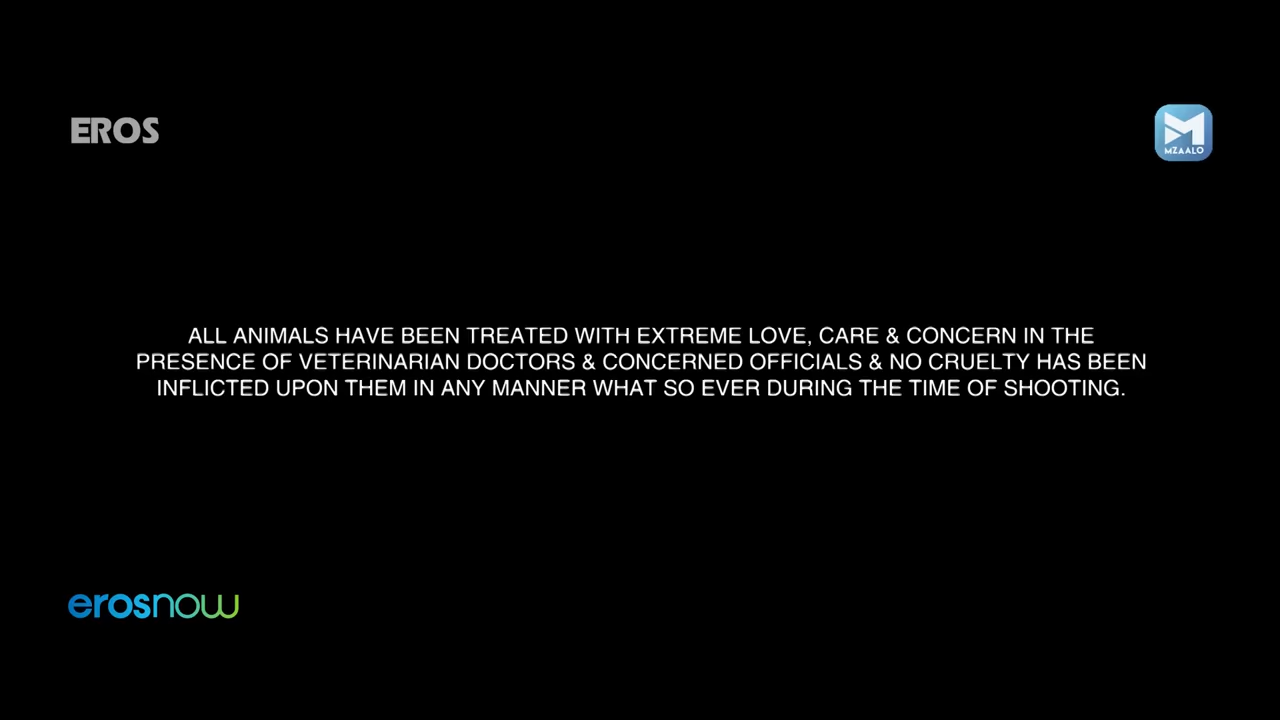 EROS
MZAALO
ALL ANIMALS HAVE BEEN TREATED WITH EXTREME LOVE, CARE & CONCERN IN THE
PRESENCE OF VETERINARIAN DOCTORS & CONCERNED OFFICIALS & NO CRUELTY HAS BEEN
INFLICTED UPON THEM IN ANY MANNER WHAT SO EVER DURING THE TIME OF SHOOTING.
erosnow